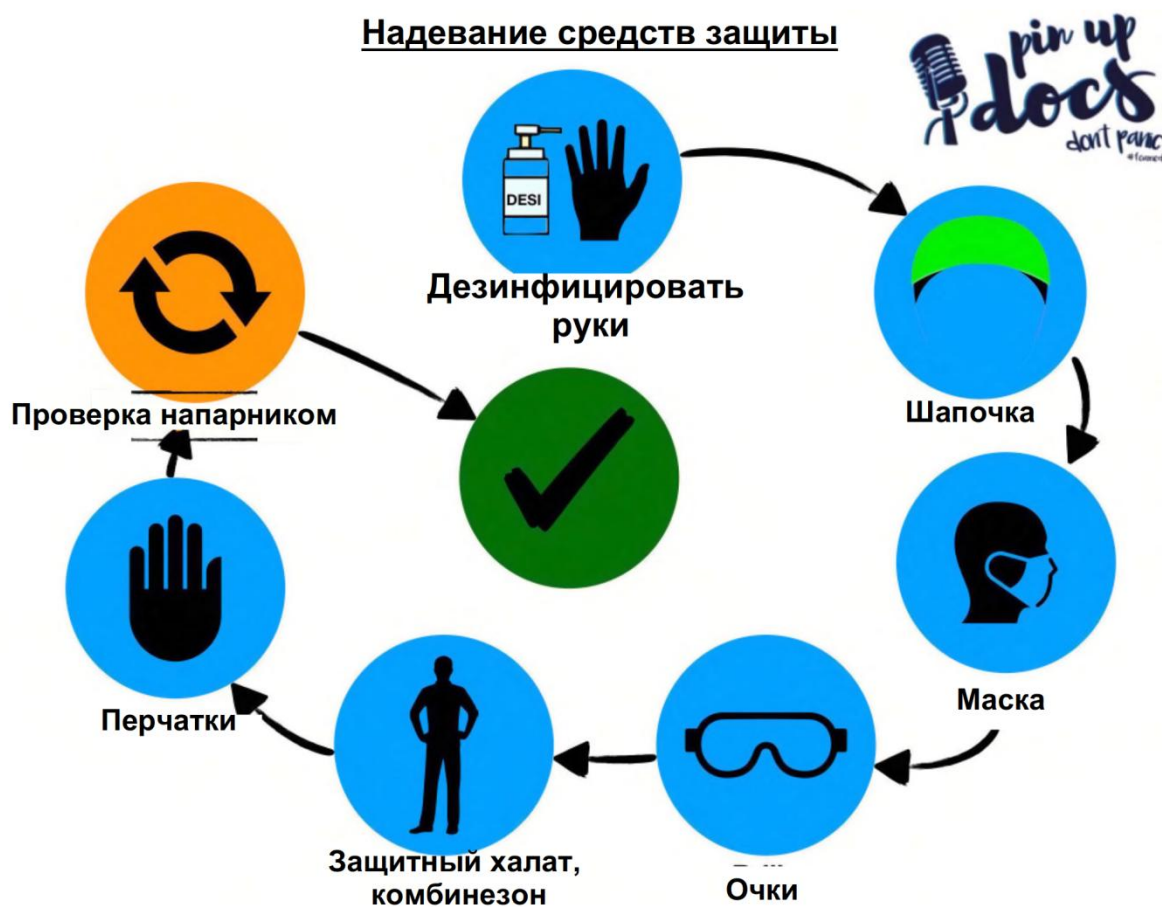 Надевание средств защиты
pin up
docs
don't panic
DESI
Дезинфицировать
руки
Шапочка
Маска
Очки
Защитный халат,
комбинезон
Перчатки
Проверка напарником